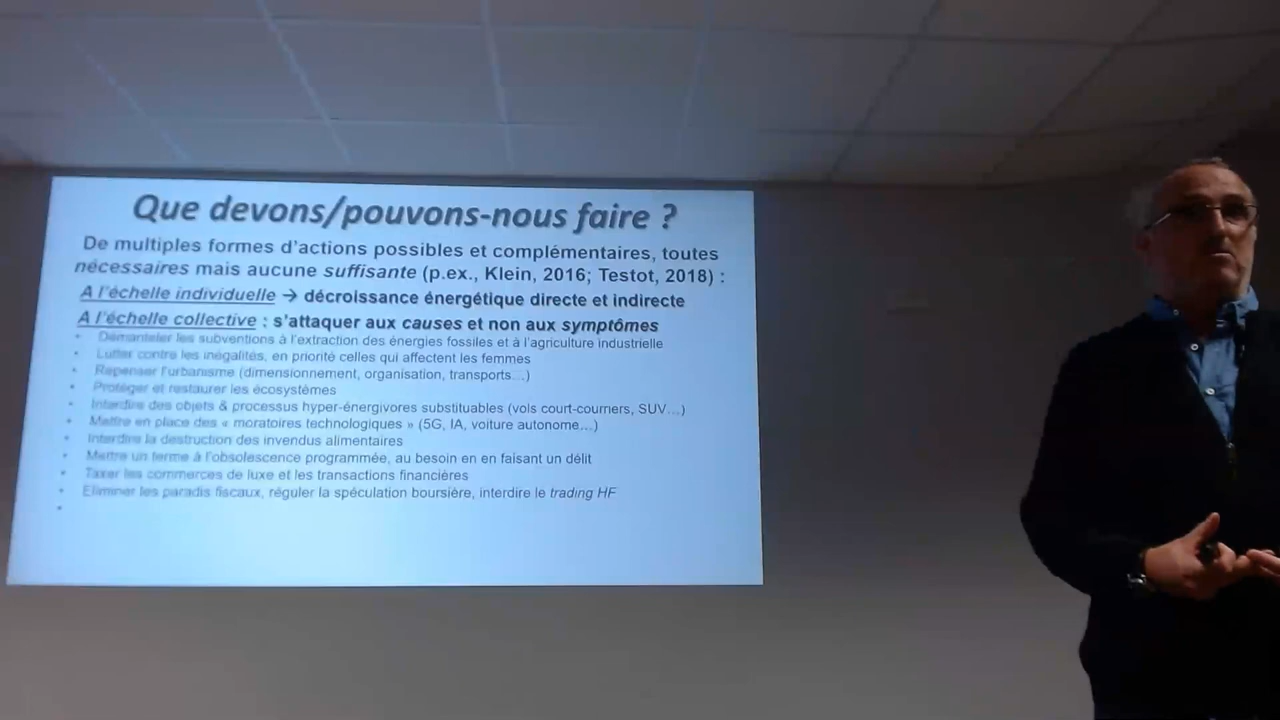 Que devons/pouvons-nous faire ?
De multiples formes d'actions possibles et complémentaires, toutes
nécessaires mais aucune suffisante (p.ex., Klein, 2016; Testot, 2018) :
A l'échelle individuelle → décroissance énergétique directe et indirecte
A l'échelle collective : s'attaquer aux causes et non aux symptômes
• Démanteler les subventions à l'extraction des énergies fossiles et à l'agriculture industrielle
• Lutter contre les inégalités, en priorité celles qui affectent les femmes
• Repenser l'urbanisme (dimensionnement, organisation, transports…)
• Protéger et restaurer les écosystèmes
• Interdire des objets & processus hyper-énergivores substituables (vols court-courriers, SUV…)
• Mettre en place des « moratoires technologiques » (5G, IA, voiture autonome…)
• Interdire la destruction des invendus alimentaires
• Mettre un terme à l'obsolescence programmée, au besoin en en faisant un délit
• Taxer les commerces de luxe et les transactions financières
• Eliminer les paradis fiscaux, réguler la spéculation boursière, interdire le trading HF
•